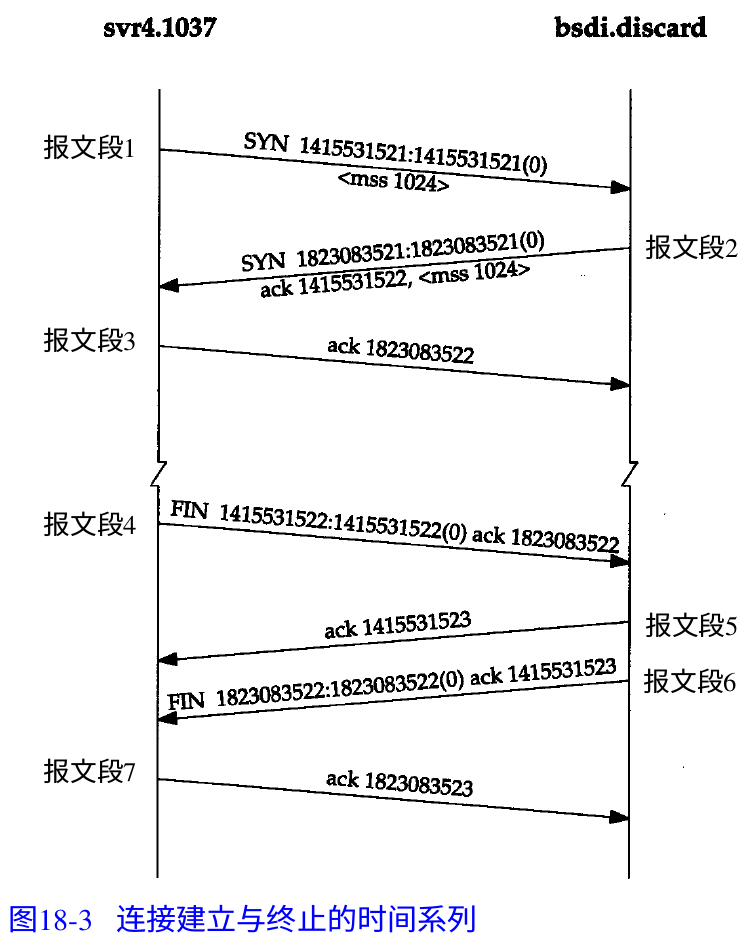 svr4.1037 bsdi.discard
报文段1
SYN 1415531521:1415531521(0)
<mss 1024>
SYN 1823083521:1823083521(0)
报文段2
ack 1415531522, <mss 1024>
报文段3
ack 1823083522
报文段4
FIN 1415531522:1415531522(0) ack 1823083522
ack 1415531523
报文段5
FIN 1823083522:1823083522(0) ack 1415531523
报文段6
报文段7
ack 1823083523
图18-3 连接建立与终止的时间系列